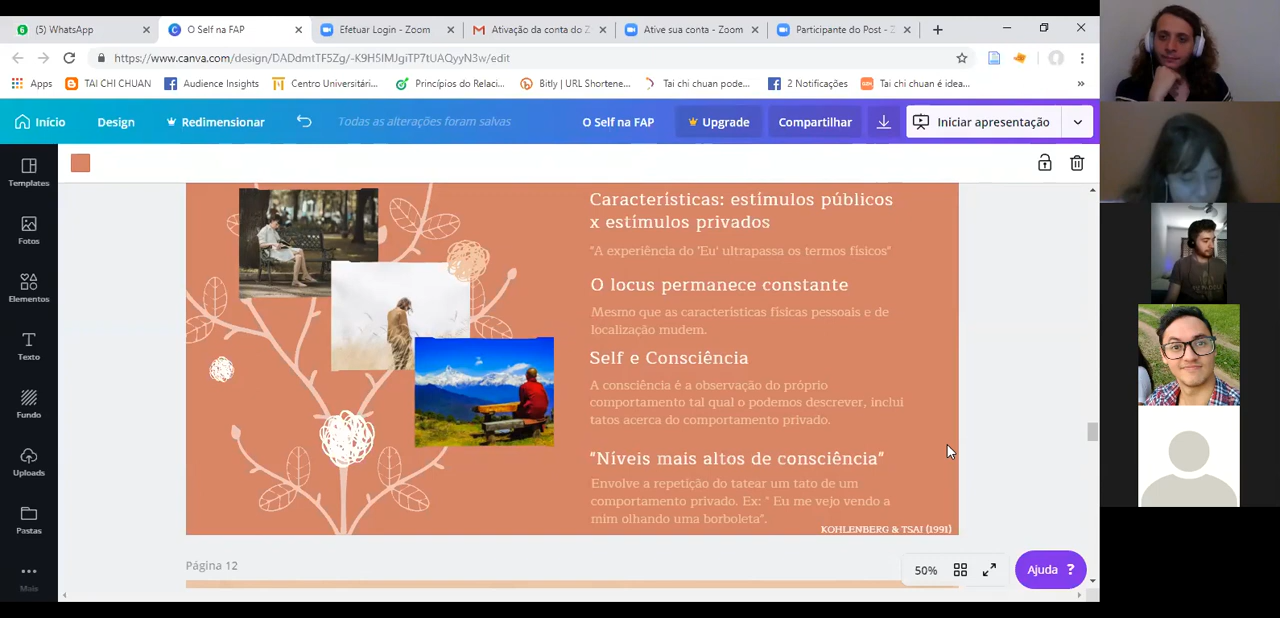 (5) WhatsApp
O Self na FAP
Efetuar Login - Zoom
Ativação da conta do Z
Ative sua conta - Zoom
Participante do Post - Z
https://www.canva.com/design/DADdmtTF5Zg/-K9H5IMJgiTP7tUAQyyN3w/edit
Apps
TAI CHI CHUAN
Audience Insights
Centro Universitári...
Princípios do Relaci...
Bitly | URL Shortene...
Tai chi chuan pode...
2 Notificações
Tai chi chuan é idea...
»
Início
Design
Redimensionar
Todas as alterações foram salvas
O Self na FAP
Upgrade
Compartilhar
Iniciar apresentação
Templates
Fotos
Elementos
Texto
Fundo
Uploads
Pastas
Mais
Características: estímulos públicos
x estímulos privados
"A experiência do 'Eu' ultrapassa os termos físicos"
O locus permanece constante
Mesmo que as características físicas pessoais e de
localização mudem.
Self e Consciência
A consciência é a observação do próprio
comportamento tal qual o podemos descrever, inclui
tatos acerca do comportamento privado.
“Níveis mais altos de consciência”
Envolve a repetição do tatear um tato de um
comportamento privado. Ex: " Eu me vejo vendo a
mim olhando uma borboleta".
KOHLENBERG & TSAI (1991)
Página 12
50%
Ajuda ?